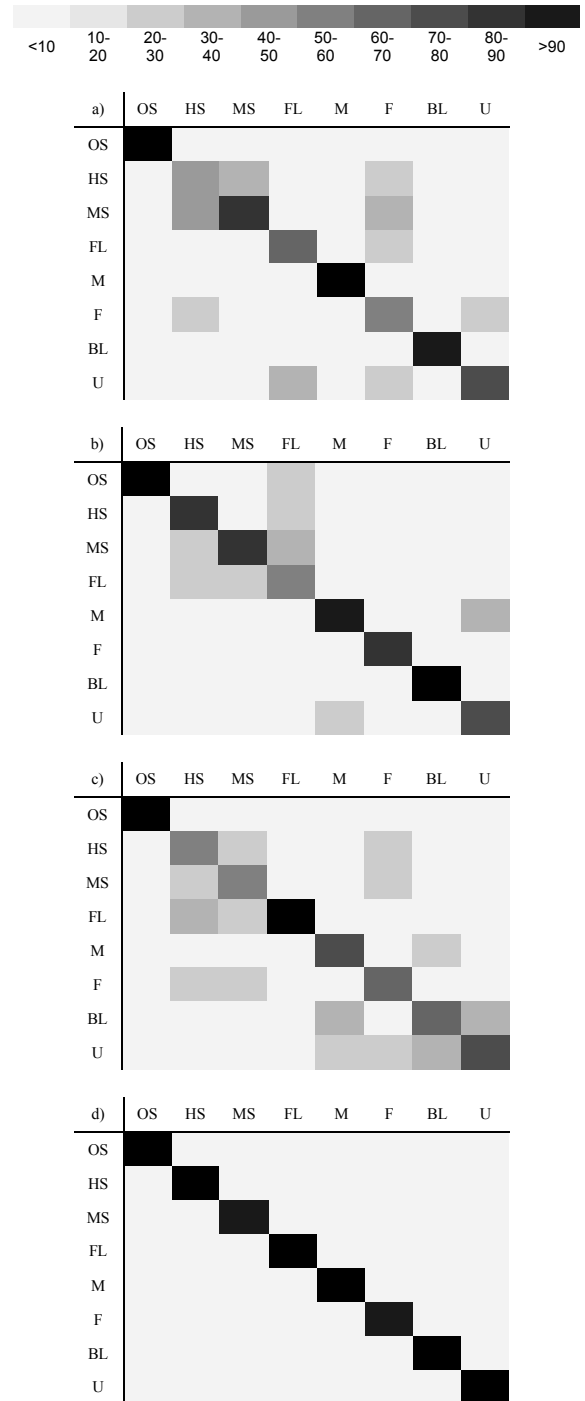 <10 10- 20- 30- 40- 50- 60- 70- 80- >90
20 30 40 50 60 70 80 90
a) OS HS MS FL M F BL U
OS
HS
MS
FL
M
F
BL
U
b) OS HS MS FL M F BL U
OS
HS
MS
FL
M
F
BL
U
c) OS HS MS FL M F BL U
OS
HS
MS
FL
M
F
BL
U
d) OS HS MS FL M F BL U
OS
HS
MS
FL
M
F
BL
U